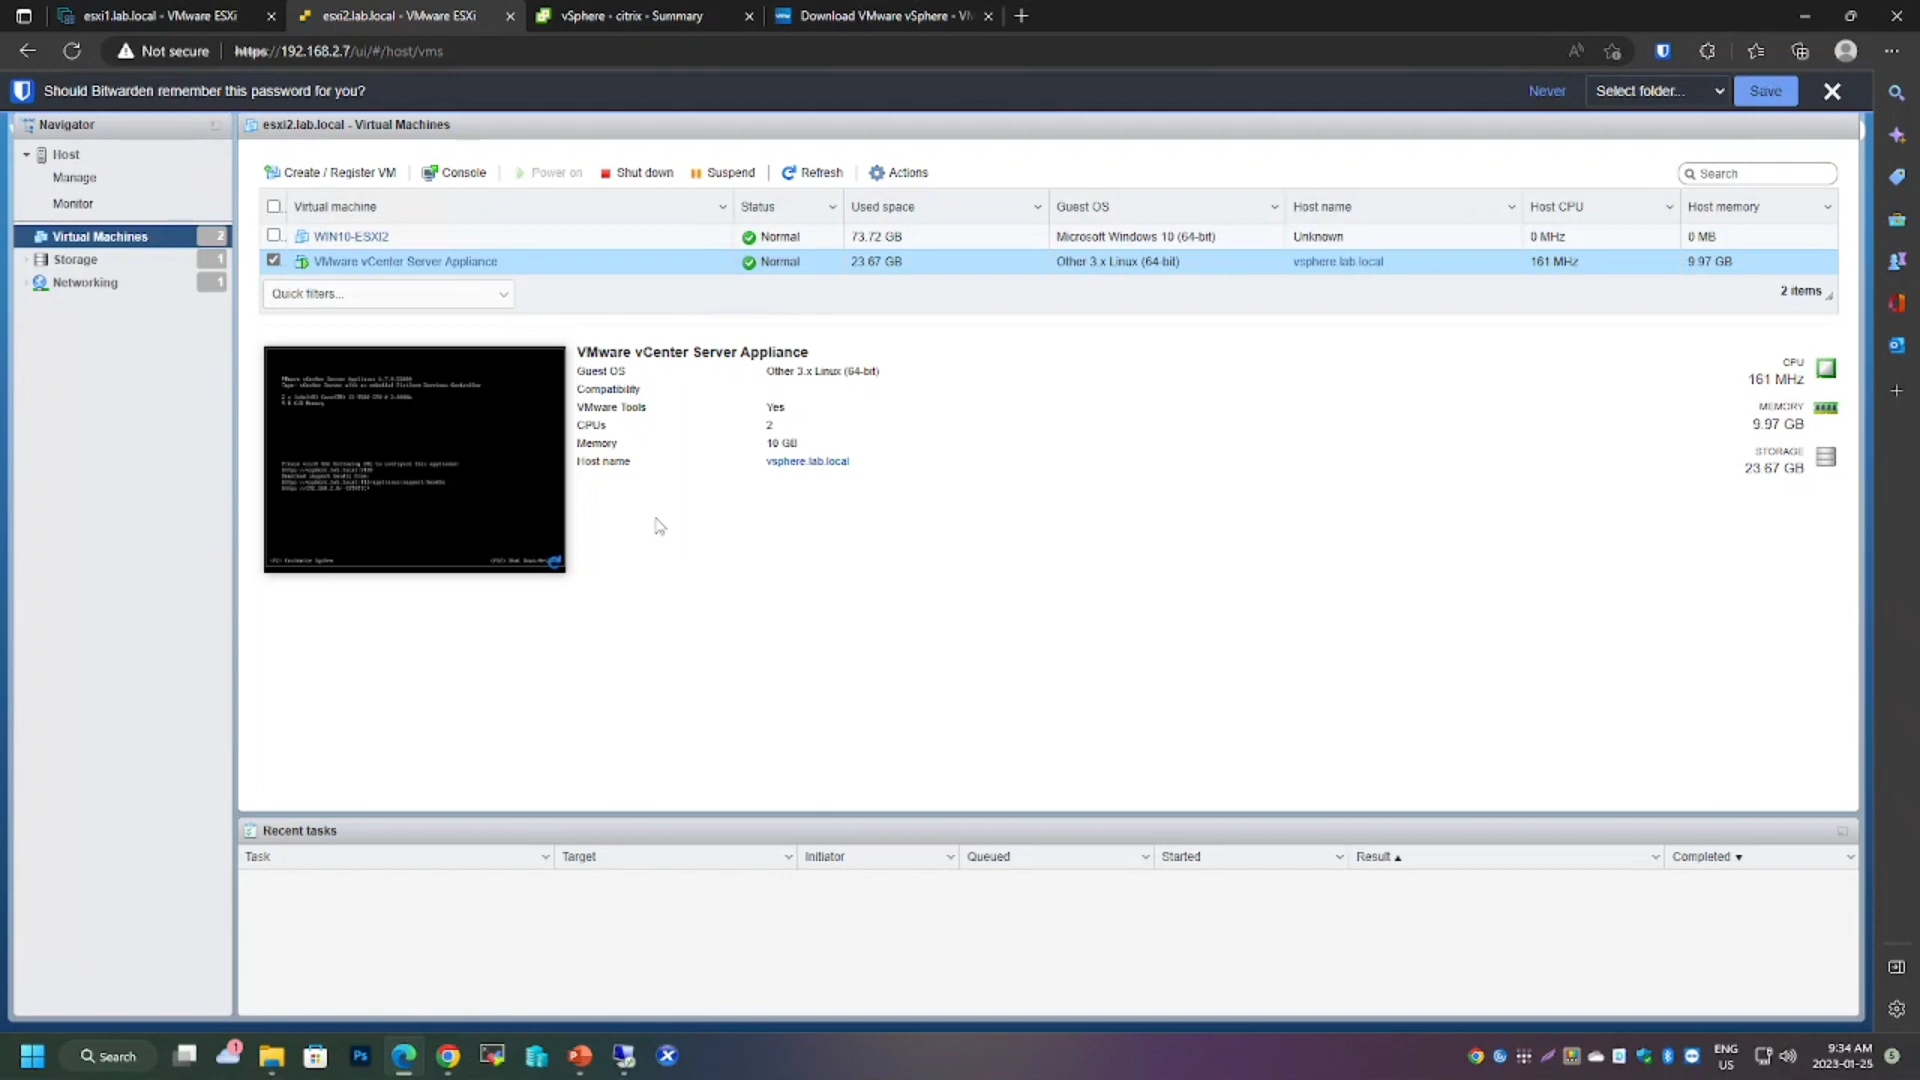 esxi1.lab.local - VMware ESXi
esxi2.lab.local - VMware ESXi
vSphere - citrix - Summary
Download VMware vSphere - VM
Not secure
https://192.168.2.7/ui/#/host/vms
Should Bitwarden remember this password for you?
Never
Select folder...
Save
Navigator
esxi2.lab.local - Virtual Machines
Host
Manage
Monitor
Virtual Machines 2
Storage 1
Networking 1
Create / Register VM
Console
Power on
Shut down
Suspend
Refresh
Actions
Search
Virtual machine Status Used space Guest OS Host name Host CPU Host memory
WIN10-ESXI2 Normal 73.72 GB Microsoft Windows 10 (64-bit) Unknown 0 MHz 0 MB
VMware vCenter Server Appliance Normal 23.67 GB Other 3.x Linux (64-bit) vsphere.lab.local 161 MHz 9.97 GB
Quick filters...
2 items
VMware vCenter Server Appliance
Guest OS Other 3.x Linux (64-bit)
Compatibility
VMware Tools Yes
CPUs 2
Memory 10 GB
Host name vsphere.lab.local
CPU
161 MHz
MEMORY
9.97 GB
STORAGE
23.67 GB
Recent tasks
Task Target Initiator Queued Started Result Completed
Search
Ps
1
ENG
US
9:34 AM
2023-01-25
5